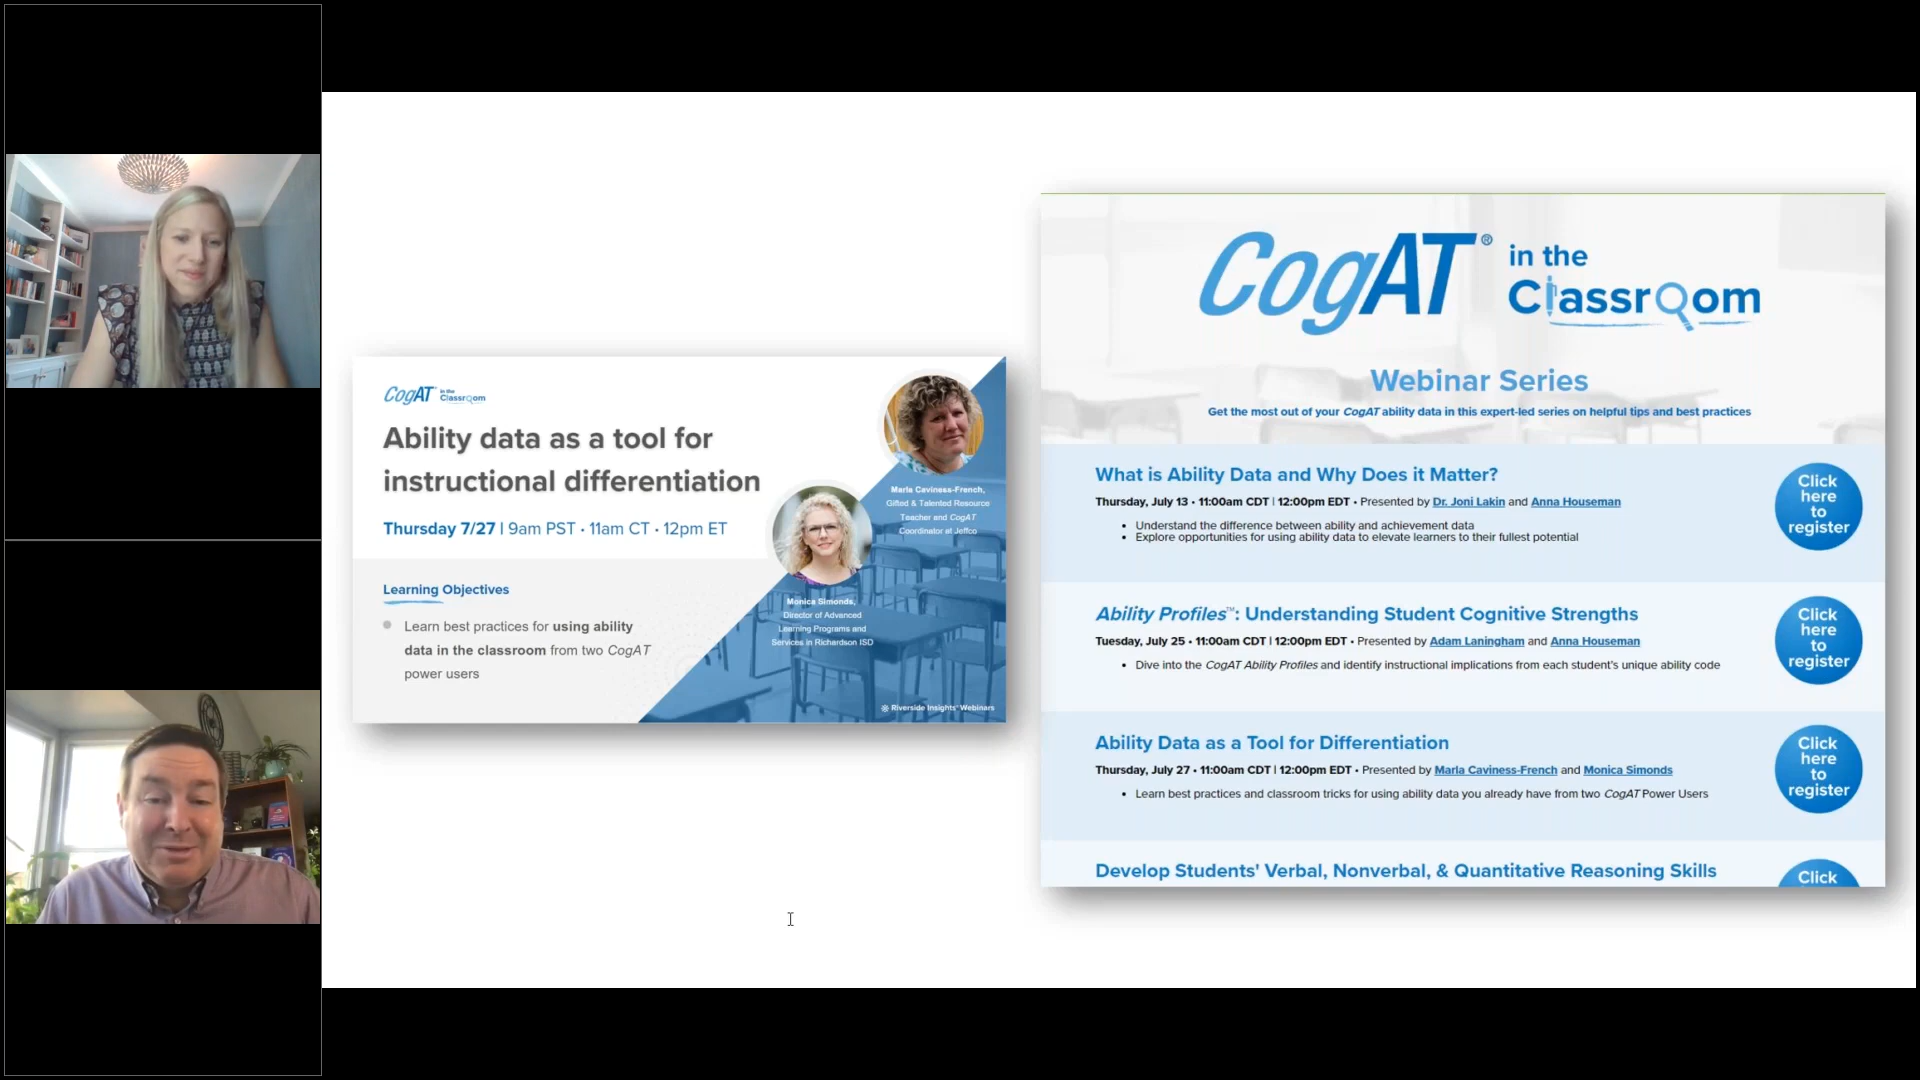 CogAT in the Classroom
Ability data as a tool for
instructional differentiation
Thursday 7/27 | 9am PST • 11am CT • 12pm ET
Learning Objectives
Learn best practices for using ability
data in the classroom from two CogAT
power users
Marla Caviness-French,
Gifted & Talented Resource
Teacher and CogAT
Coordinator at Jeffco
Monica Simonds,
Director of Advanced
Learning Programs and
Services in Richardson ISD
Riverside Insights™ Webinars
CogAT® in the
Classroom
Webinar Series
Get the most out of your CogAT ability data in this expert-led series on helpful tips and best practices
What is Ability Data and Why Does it Matter?
Thursday, July 13 • 11:00am CDT | 12:00pm EDT • Presented by Dr. Joni Lakin and Anna Houseman
• Understand the difference between ability and achievement data
• Explore opportunities for using ability data to elevate learners to their fullest potential
Click
here
to
register
Ability Profiles™: Understanding Student Cognitive Strengths
Tuesday, July 25 • 11:00am CDT | 12:00pm EDT • Presented by Adam Laningham and Anna Houseman
• Dive into the CogAT Ability Profiles and identify instructional implications from each student's unique ability code
Click
here
to
register
Ability Data as a Tool for Differentiation
Thursday, July 27 • 11:00am CDT | 12:00pm EDT • Presented by Marla Caviness-French and Monica Simonds
• Learn best practices and classroom tricks for using ability data you already have from two CogAT Power Users
Click
here
to
register
Develop Students' Verbal, Nonverbal, & Quantitative Reasoning Skills
Click